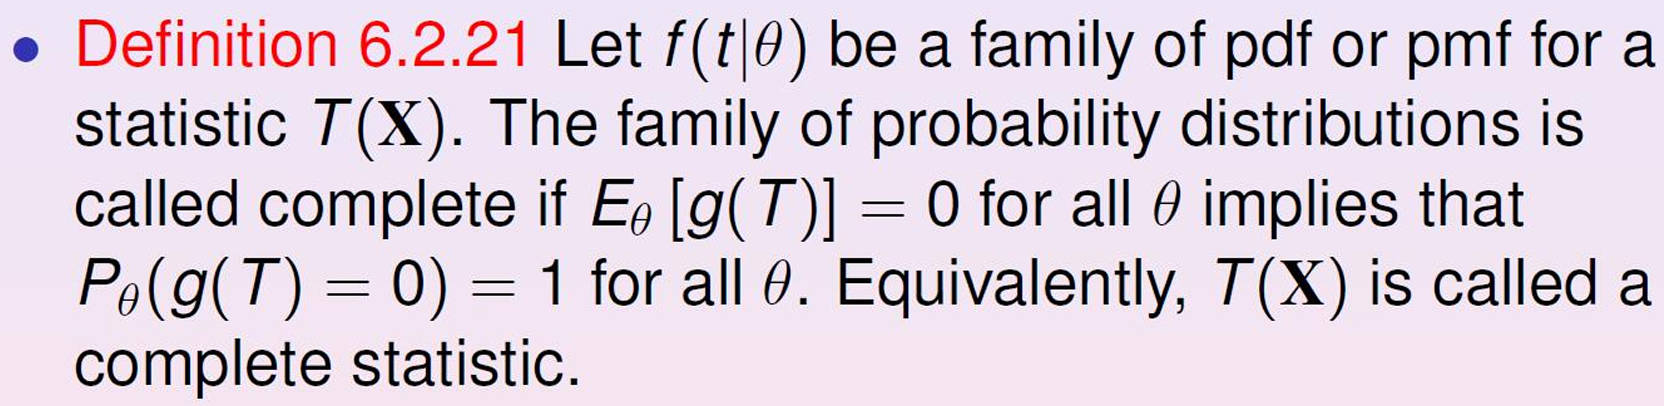 • Definition 6.2.21 Let f(t|θ) be a family of pdf or pmf for a
statistic T(X). The family of probability distributions is
called complete if E_θ [g(T)] = 0 for all θ implies that
P_θ(g(T) = 0) = 1 for all θ. Equivalently, T(X) is called a
complete statistic.